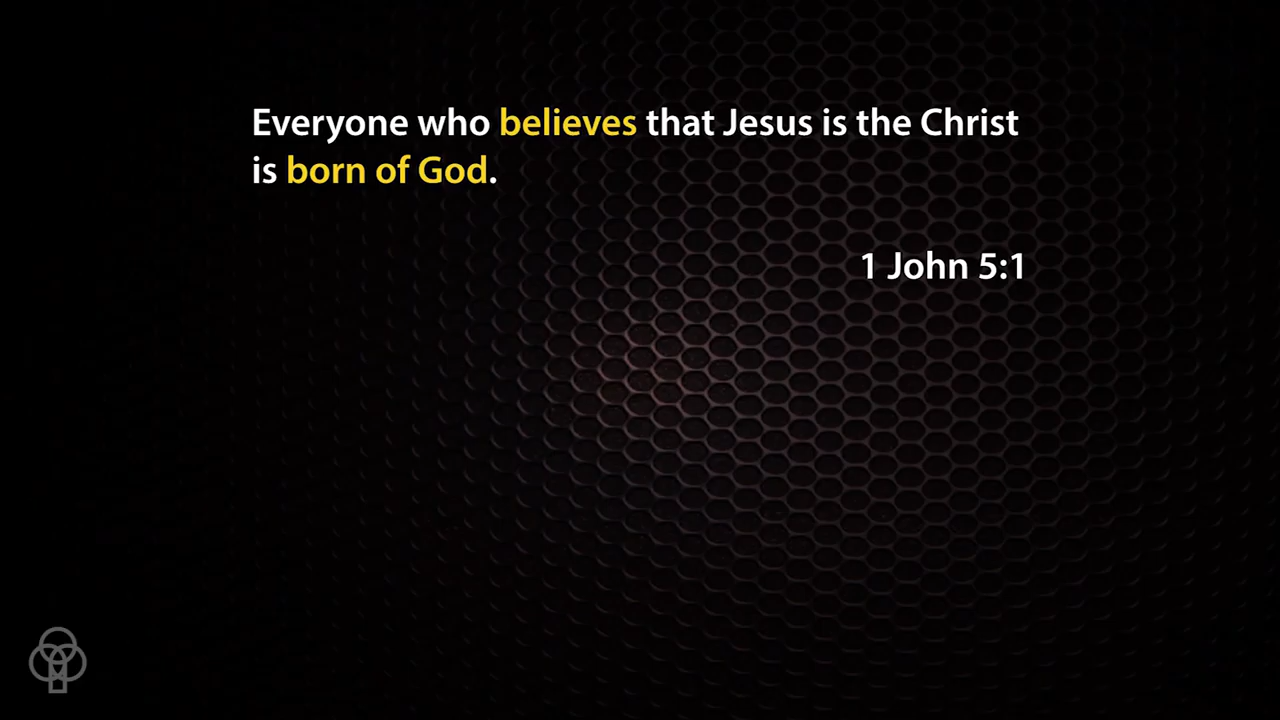 Everyone who believes that Jesus is the Christ
is born of God.
1 John 5:1